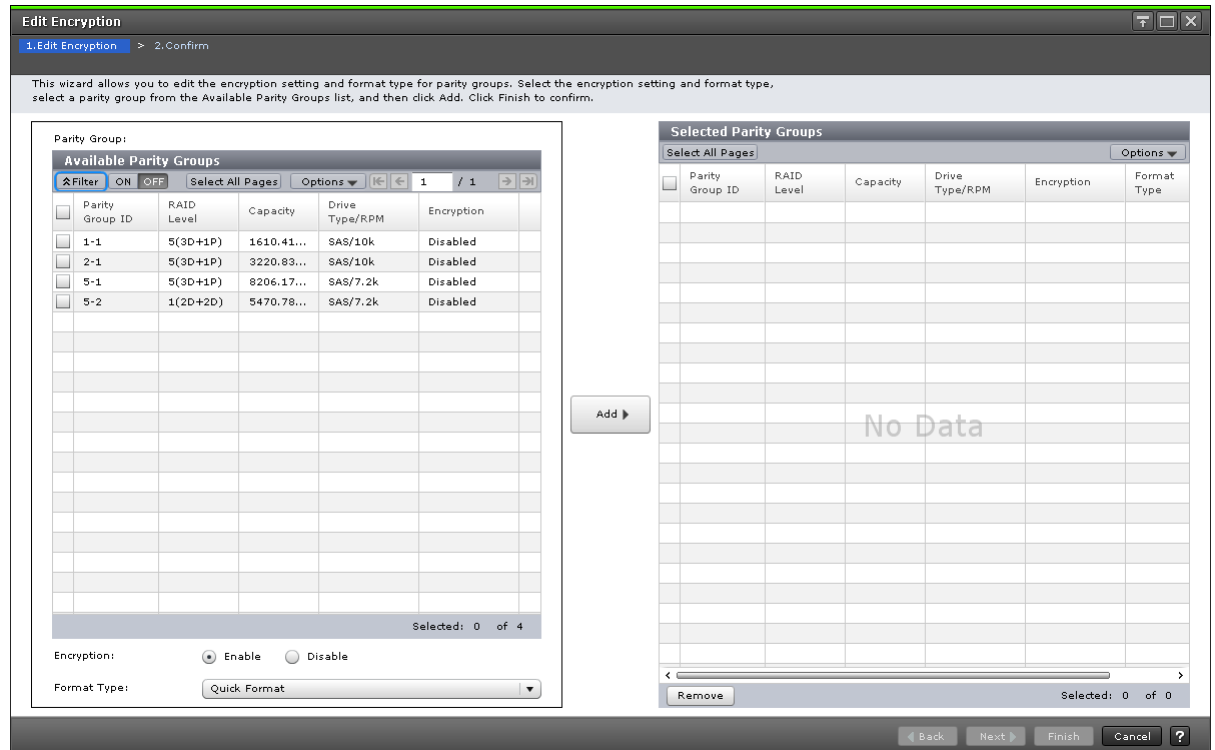 Edit Encryption
1.Edit Encryption > 2.Confirm
This wizard allows you to edit the encryption setting and format type for parity groups. Select the encryption setting and format type,
select a parity group from the Available Parity Groups list, and then click Add. Click Finish to confirm.
Parity Group:
Available Parity Groups
Filter ON OFF Select All Pages Options 1 / 1
Parity Group ID RAID Level Capacity Drive Type/RPM Encryption
1-1 5(3D+1P) 1610.41... SAS/10k Disabled
2-1 5(3D+1P) 3220.83... SAS/10k Disabled
5-1 5(3D+1P) 8206.17... SAS/7.2k Disabled
5-2 1(2D+2D) 5470.78... SAS/7.2k Disabled
Selected: 0 of 4
Encryption: Enable Disable
Format Type: Quick Format
Add
Selected Parity Groups
Select All Pages Options
Parity Group ID RAID Level Capacity Drive Type/RPM Encryption Format Type
No Data
Remove Selected: 0 of 0
Back Next Finish Cancel ?